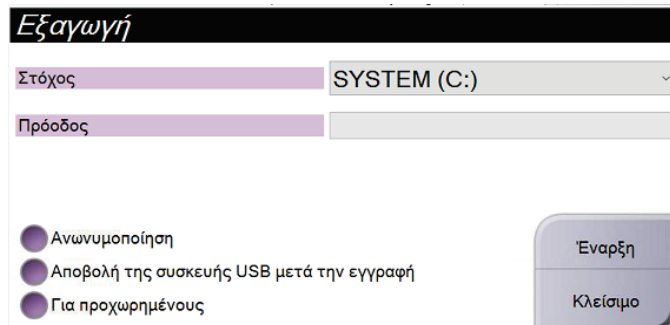 Εξαγωγή
Στόχος SYSTEM (C:)
Πρόοδος
Ανωνυμοποίηση
Αποβολή της συσκευής USB μετά την εγγραφή
Για προχωρημένους
Έναρξη
Κλείσιμο